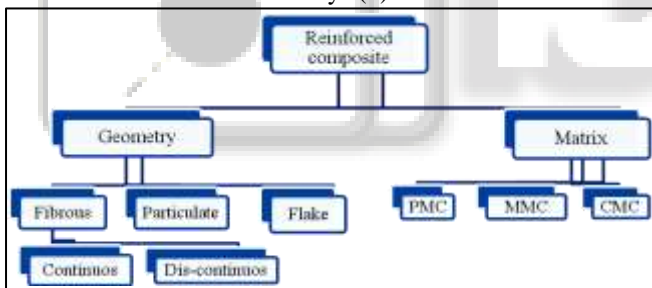 Reinforced
composite
Geometry
Matrix
Fibrous
Particulate
Flake
PMC
MMC
CMC
Continuos
Dis-continuos